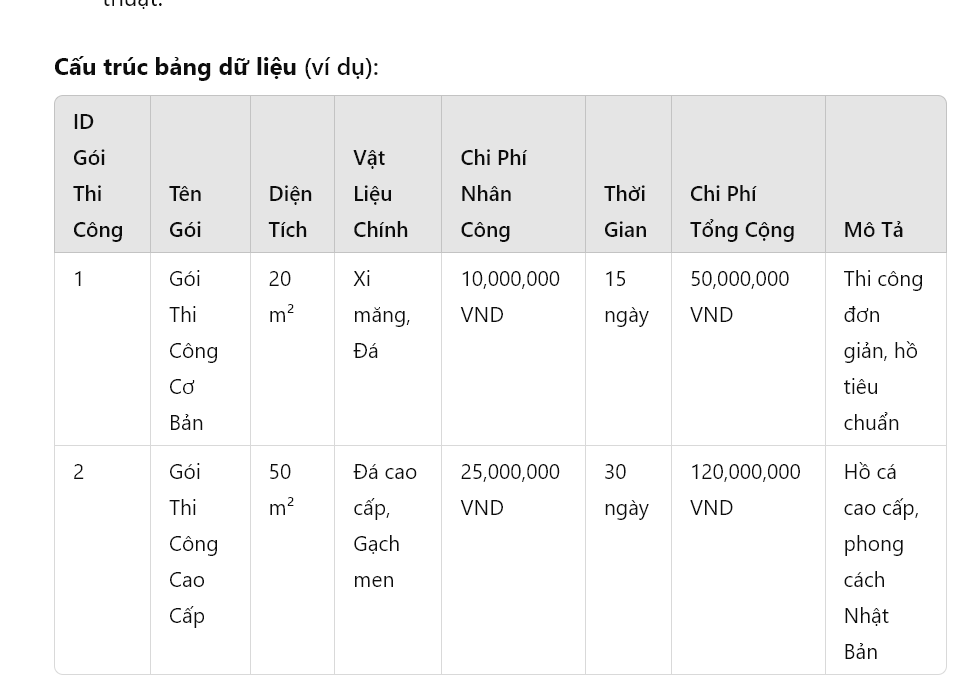 thuật.
Cấu trúc bảng dữ liệu (ví dụ):
ID
Gói
Thi
Công
Tên
Gói
Diện
Tích
Vật
Liệu
Chính
Chi Phí
Nhân
Công
Thời
Gian
Chi Phí
Tổng Cộng
Mô Tả
1
Gói
Thi
Công
Cơ
Bản
20
m²
Xi
măng,
Đá
10,000,000
VND
15
ngày
50,000,000
VND
Thi công
đơn
giản, hồ
tiêu
chuẩn
2
Gói
Thi
Công
Cao
Cấp
50
m²
Đá cao
cấp,
Gạch
men
25,000,000
VND
30
ngày
120,000,000
VND
Hồ cá
cao cấp,
phong
cách
Nhật
Bản